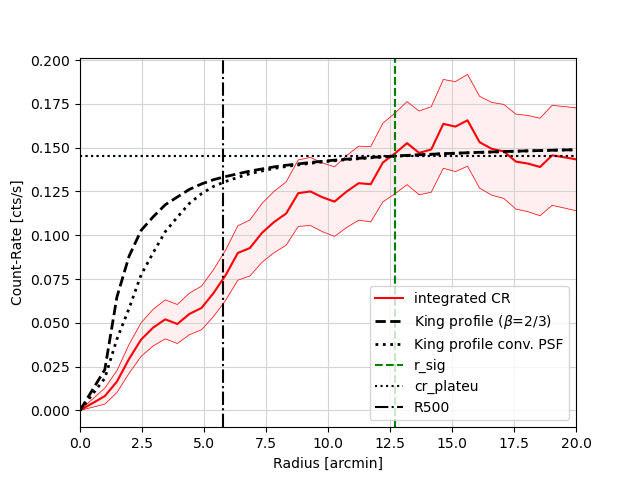 0.200
0.175
0.150
0.125
0.100
0.075
0.050
0.025
0.000
Count-Rate [cts/s]
integrated CR
King profile (β=2/3)
King profile conv. PSF
r_sig
cr_plateu
R500
0.0 2.5 5.0 7.5 10.0 12.5 15.0 17.5 20.0
Radius [arcmin]